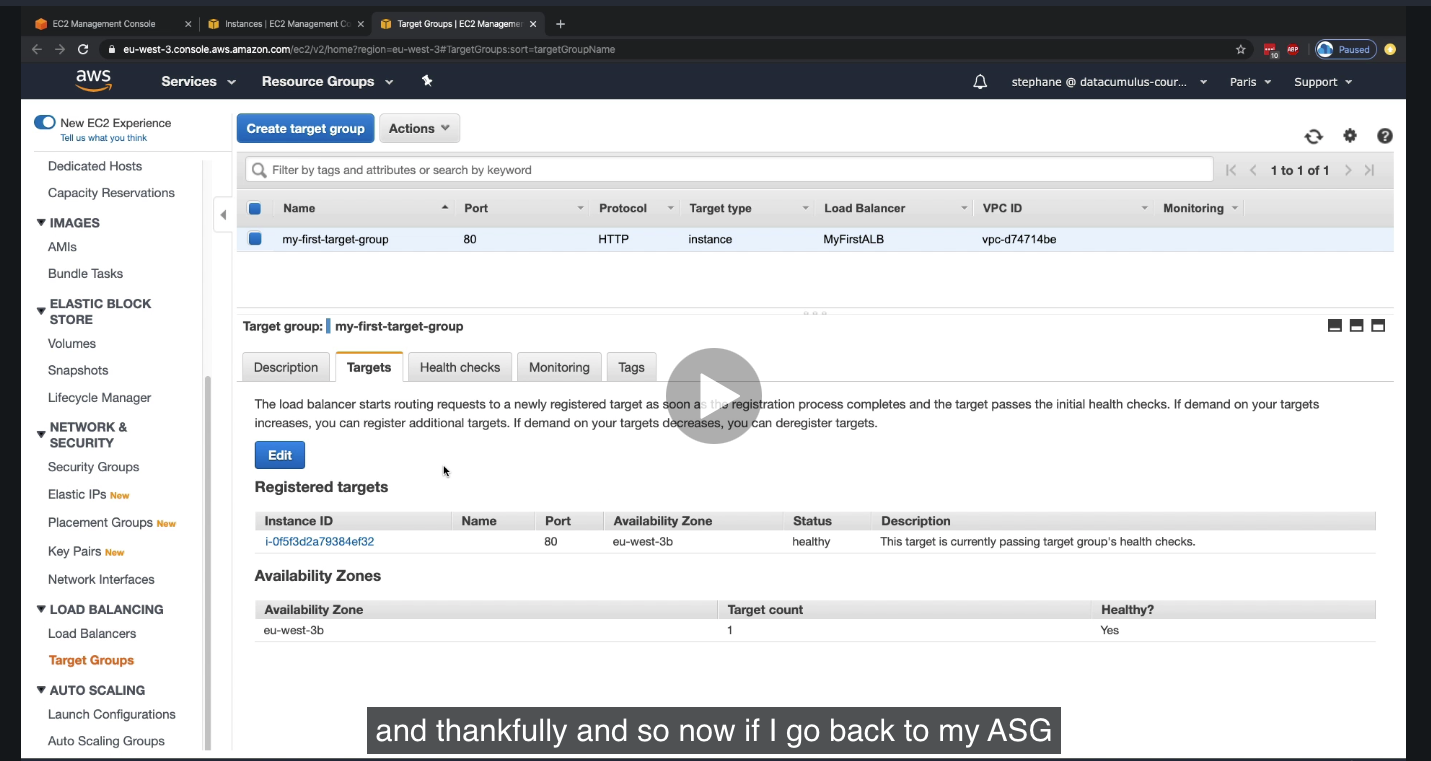 EC2 Management Console
Instances | EC2 Management Co
Target Groups | EC2 Managemen
eu-west-3.console.aws.amazon.com/ec2/v2/home?region=eu-west-3#TargetGroups:sort=targetGroupName
10
ABP
Paused
aws
Services
Resource Groups
stephane @ datacumulus-cour...
Paris
Support
New EC2 Experience
Tell us what you think
Dedicated Hosts
Capacity Reservations
IMAGES
AMIs
Bundle Tasks
ELASTIC BLOCK
STORE
Volumes
Snapshots
Lifecycle Manager
NETWORK &
SECURITY
Security Groups
Elastic IPs New
Placement Groups New
Key Pairs New
Network Interfaces
LOAD BALANCING
Load Balancers
Target Groups
AUTO SCALING
Launch Configurations
Auto Scaling Groups
Create target group
Actions
Filter by tags and attributes or search by keyword
1 to 1 of 1
Name Port Protocol Target type Load Balancer VPC ID Monitoring
my-first-target-group 80 HTTP instance MyFirstALB vpc-d74714be
Target group: my-first-target-group
Description Targets Health checks Monitoring Tags
The load balancer starts routing requests to a newly registered target as soon as the registration process completes and the target passes the initial health checks. If demand on your targets
increases, you can register additional targets. If demand on your targets decreases, you can deregister targets.
Edit
Registered targets
Instance ID Name Port Availability Zone Status Description
i-0f5f3d2a79384ef32 80 eu-west-3b healthy This target is currently passing target group's health checks.
Availability Zones
Availability Zone Target count Healthy?
eu-west-3b 1 Yes
and thankfully and so now if I go back to my ASG